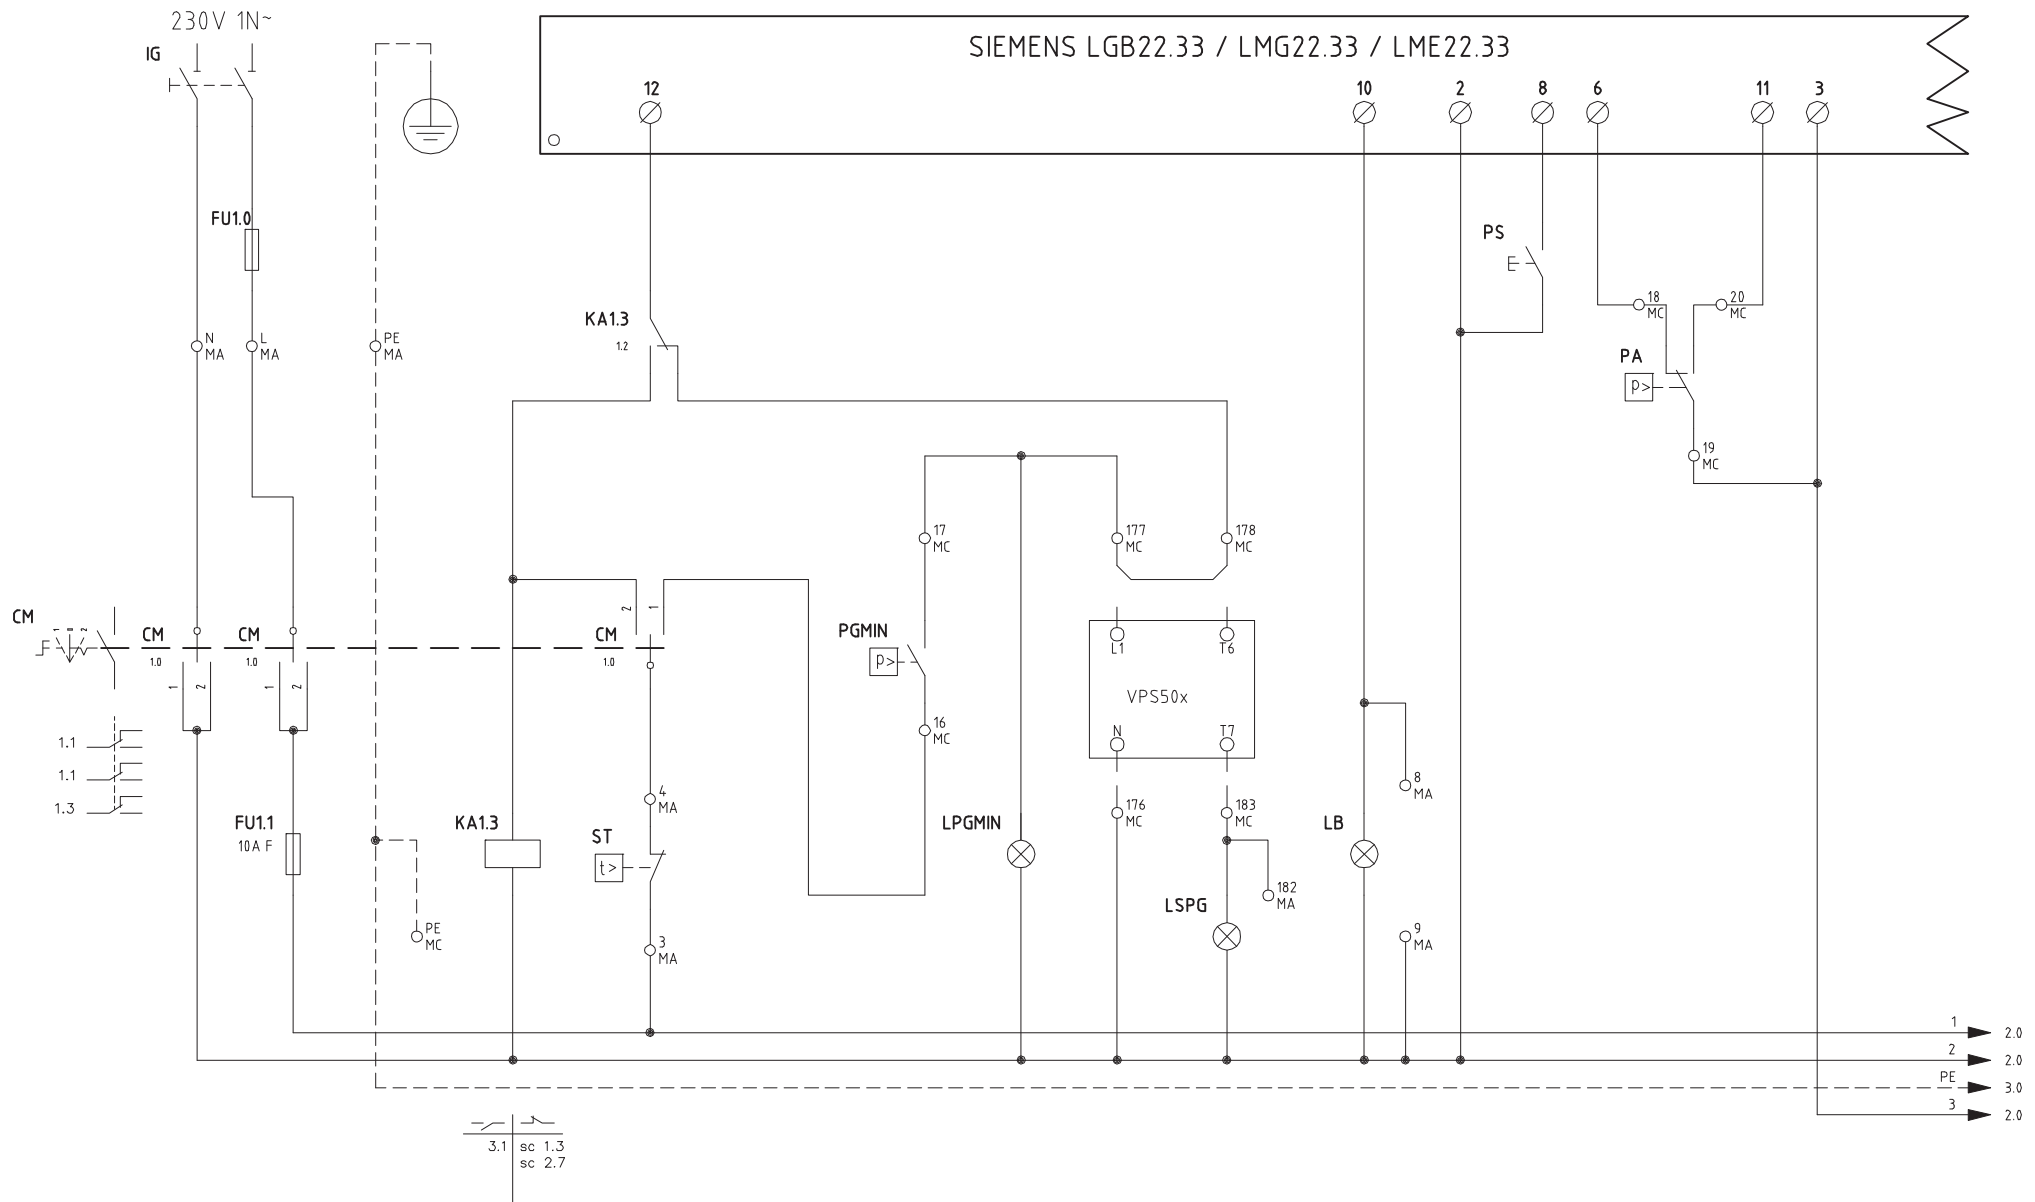 230V 1N~
IG
SIEMENS LGB22.33 / LMG22.33 / LME22.33
12
10
2
8
6
11
3
FU1.0
PS
KA1.3
1.2
18
MC
20
MC
N
MA
L
MA
PE
MA
PA
p>
19
MC
17
MC
177
MC
178
MC
CM
1
0
2
CM
1.0
CM
1.0
CM
1.0
2
1
PGMIN
p>
L1
T6
VPS50x
N
T7
1
2
1
2
16
MC
1.1
1.1
1.3
4
MA
8
MA
FU1.1
10A F
KA1.3
ST
t>
LPGMIN
176
MC
183
MC
LB
182
MA
LSPG
PE
MC
3
MA
9
MA
1
2.0
2
2.0
PE
3.0
3
2.0
3.1
sc 1.3
sc 2.7